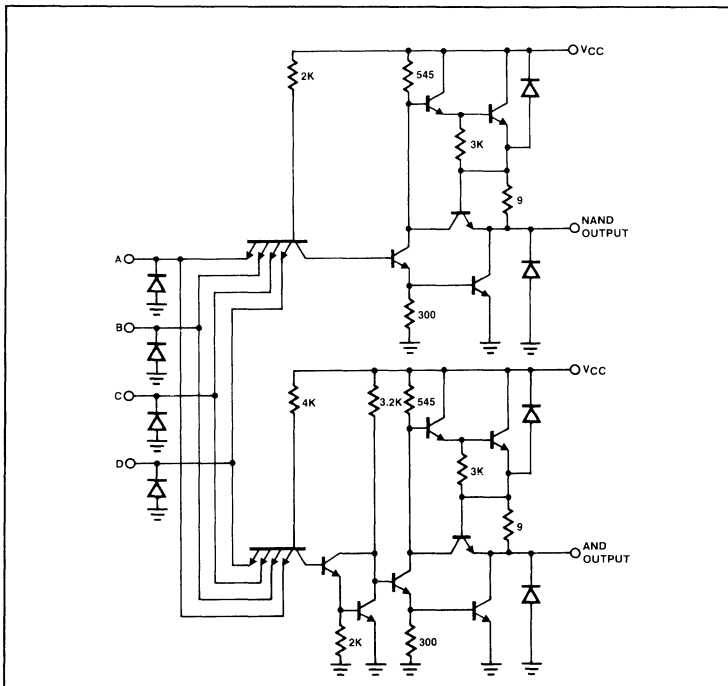 VCC
2K
545
3K
9
NAND
OUTPUT
A
300
B
VCC
C
4K
3.2K
545
D
3K
9
AND
OUTPUT
2K
300